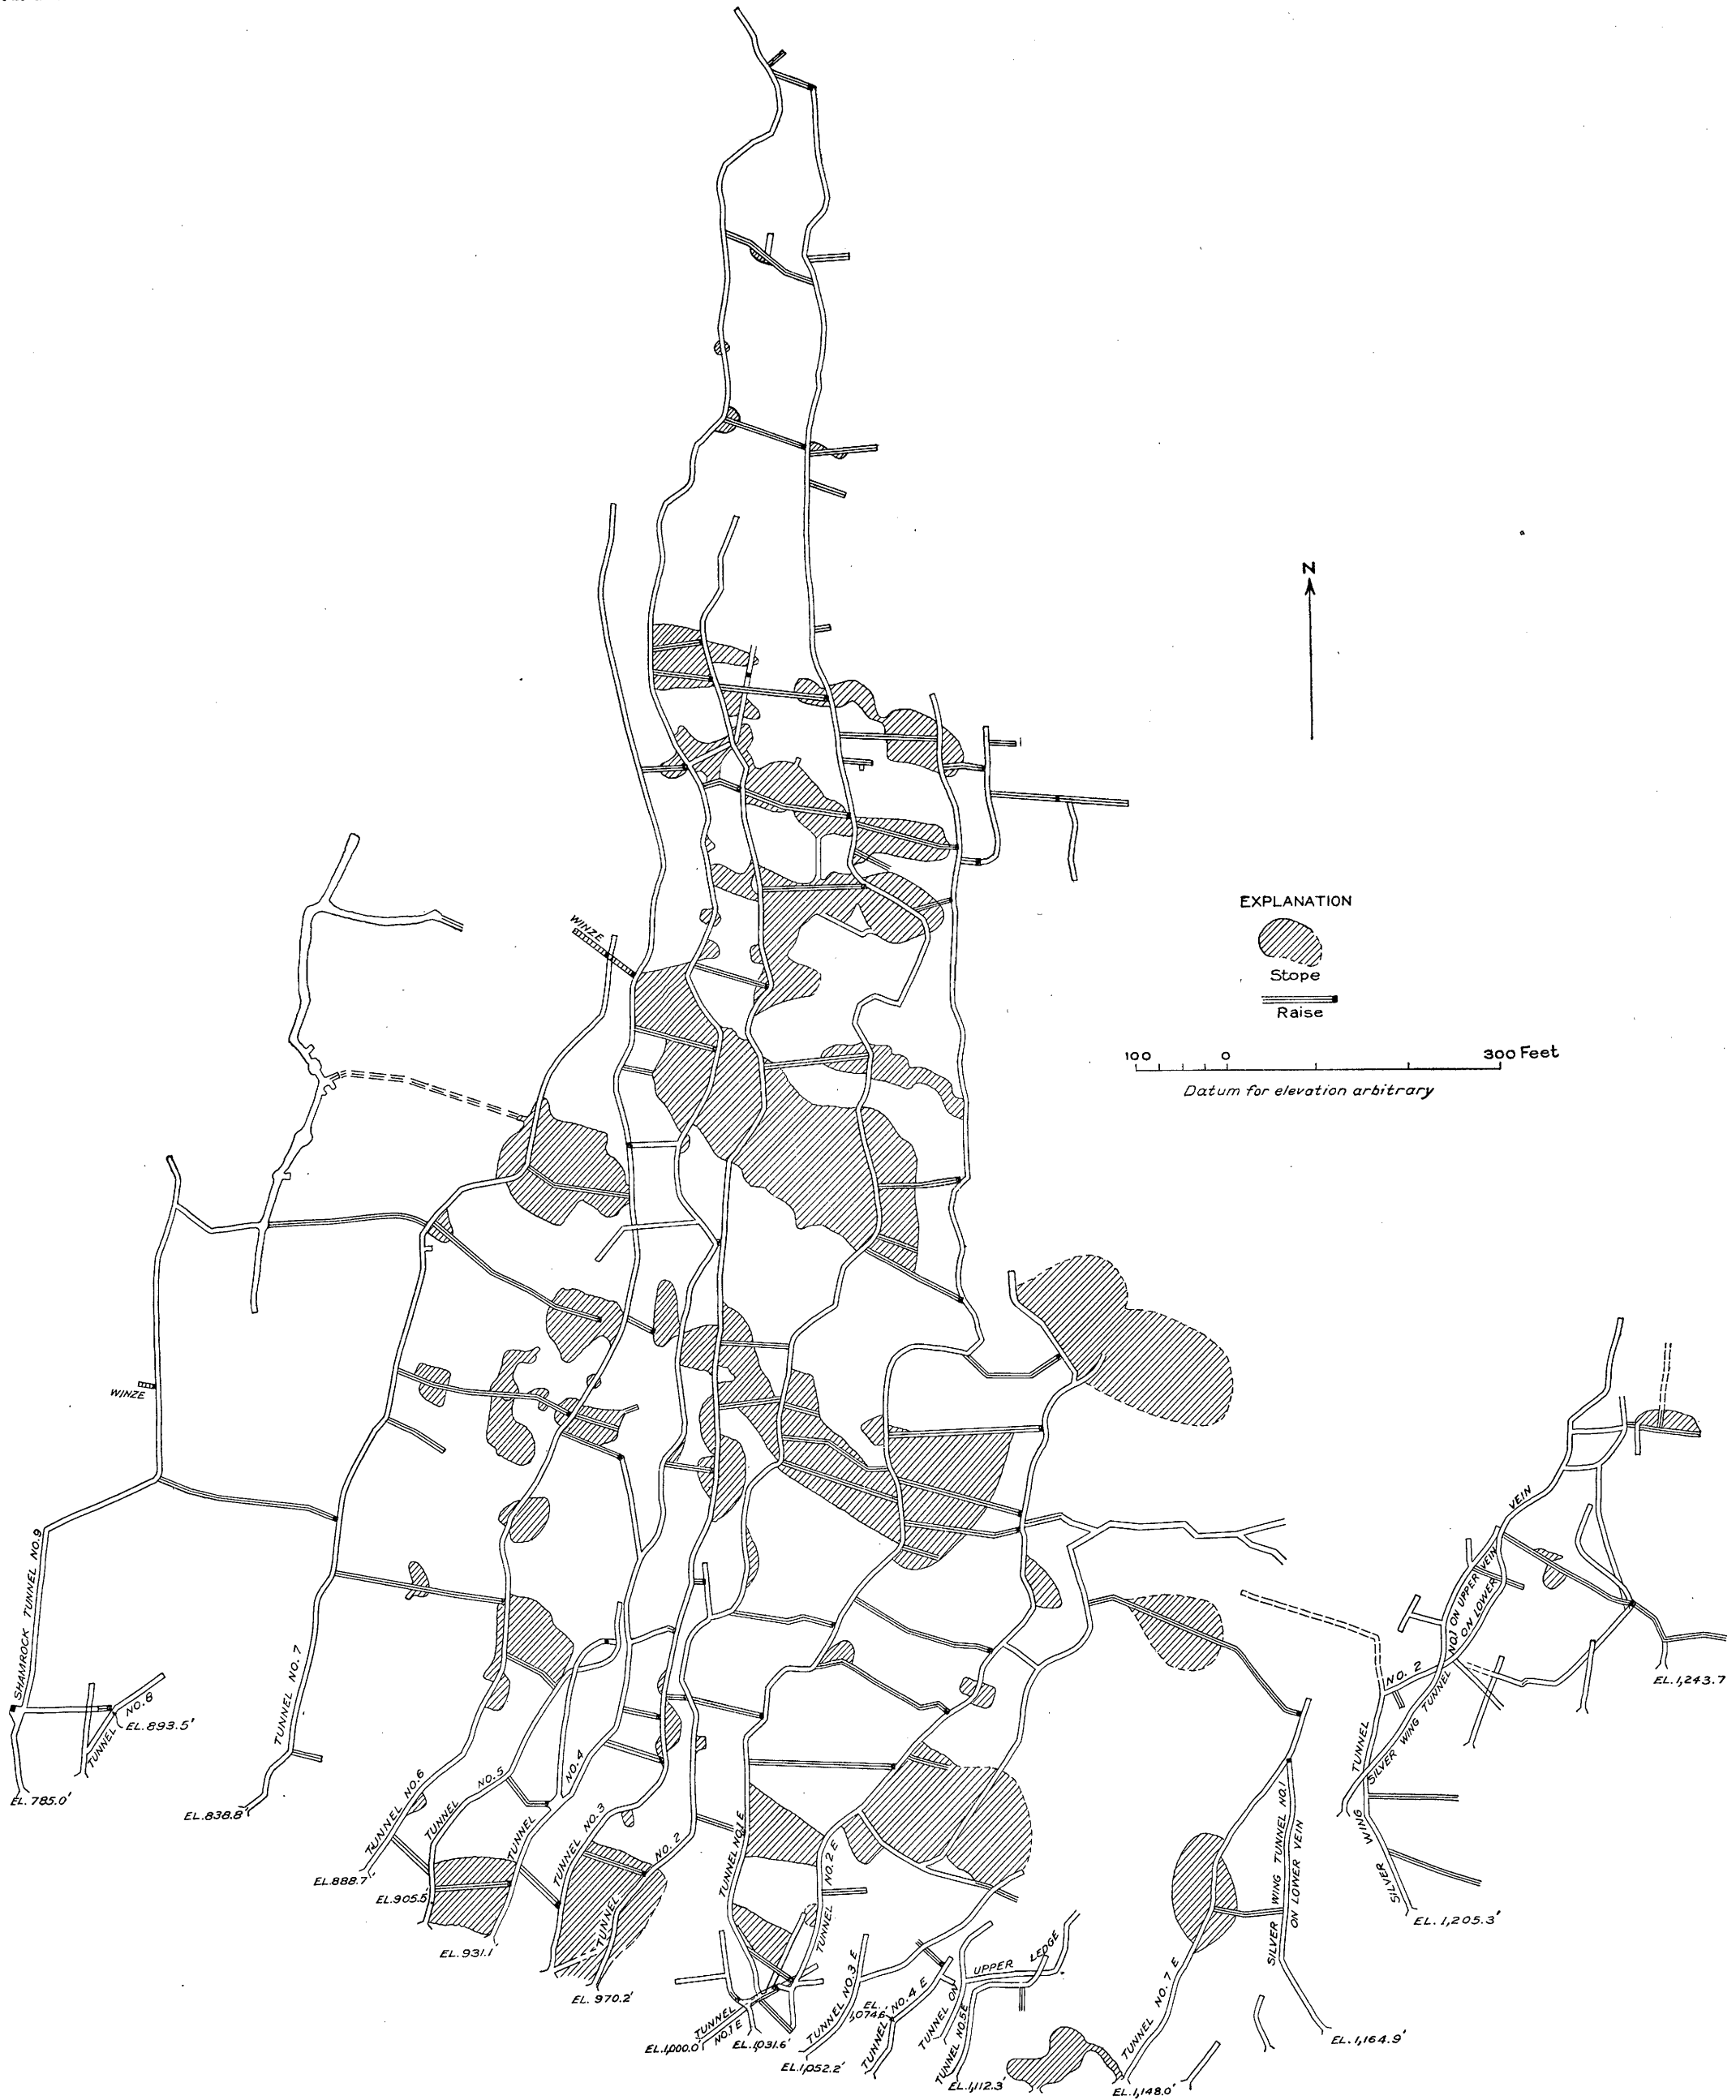 N
EXPLANATION
Stope
Raise
100 0 300 Feet
Datum for elevation arbitrary
WINZE
WINZE
SHAMROCK TUNNEL NO.9
EL. 785.0'
TUNNEL NO.8
EL. 893.5'
TUNNEL NO. 7
EL. 838.8'
TUNNEL NO.6
EL. 888.7'
TUNNEL NO.5
EL. 905.5'
TUNNEL NO.4
EL. 931.1'
TUNNEL NO. 3
TUNNEL NO. 2
EL. 970.2'
TUNNEL NO.1 E
TUNNEL
NO.1 E
EL.1,000.0'
EL. 1,031.6'
TUNNEL NO. 2 E
TUNNEL NO. 3 E
EL.1,052.2'
EL.
1,074.6'
TUNNEL NO. 4 E
TUNNEL ON UPPER LEDGE
TUNNEL NO.5E
EL.1,112.3'
TUNNEL NO. 7 E
EL. 1,148.0'
SILVER WING TUNNEL NO.1
ON LOWER VEIN
EL. 1,164.9'
SILVER WING TUNNEL NO. 2
SILVER WING TUNNEL NO.1 ON UPPER VEIN
ON LOWER
VEIN
EL. 1,205.3'
EL. 1,243.7